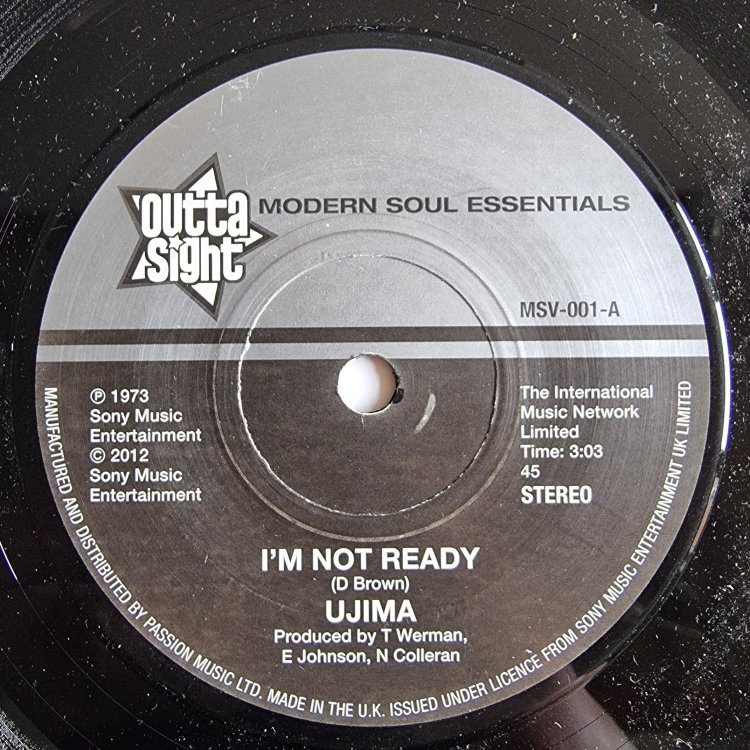 Outta
Sight
MODERN SOUL ESSENTIALS
MSV-001-A
℗ 1973
Sony Music
Entertainment
© 2012
Sony Music
Entertainment
The International
Music Network
Limited
Time: 3:03
45
STEREO
I'M NOT READY
(D Brown)
UJIMA
Produced by T Werman,
E Johnson, N Colleran
MANUFACTURED AND DISTRIBUTED BY PASSION MUSIC LTD. MADE IN THE U.K. ISSUED UNDER LICENCE FROM SONY MUSIC ENTERTAINMENT UK LIMITED